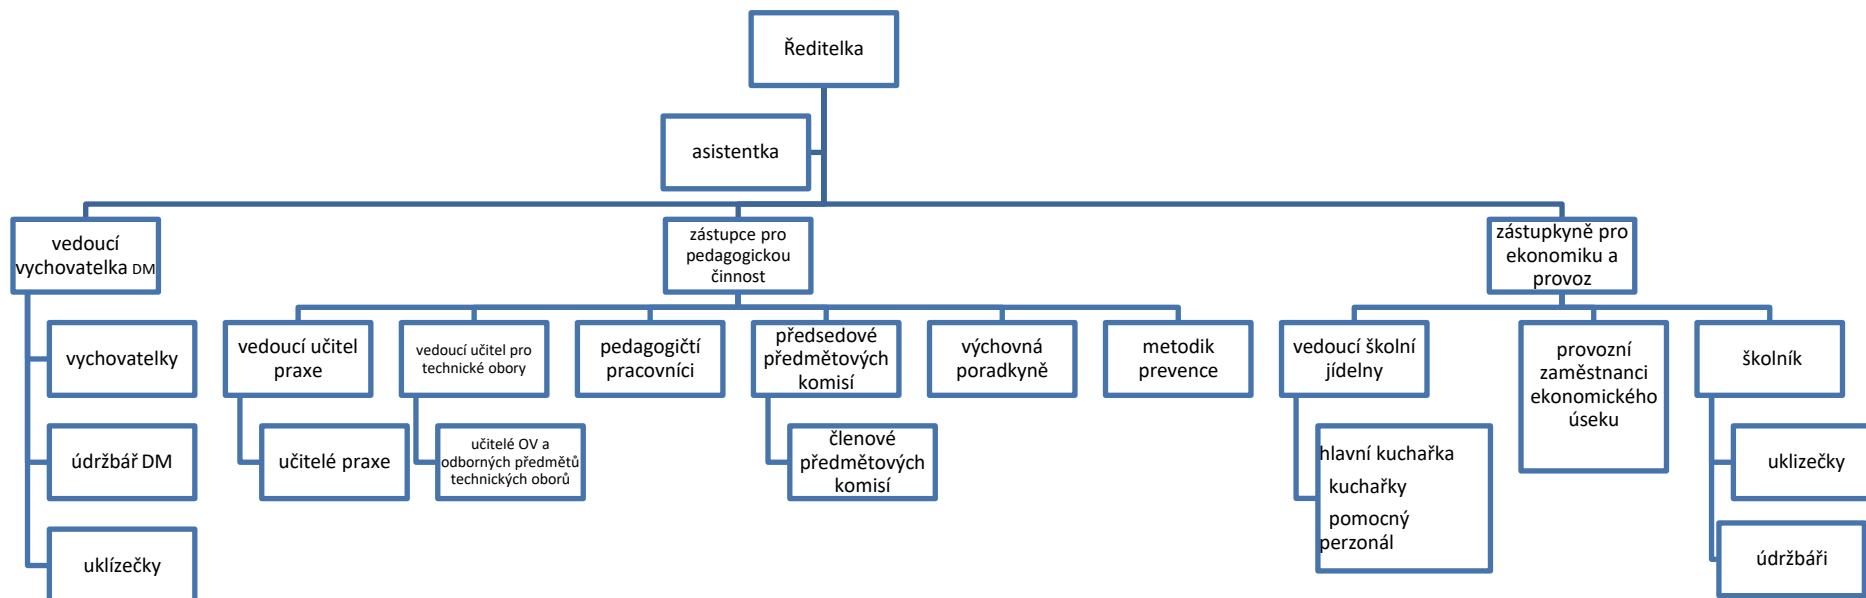 Ředitelka
asistentka
vedoucí
vychovatelka DM
zástupce pro
pedagogickou
činnost
zástupkyně pro
ekonomiku a
provoz
vychovatelky
vedoucí učitel
praxe
vedoucí učitel pro
technické obory
pedagogičtí
pracovníci
předsedové
předmětových
komisí
výchovná
poradkyně
metodik
prevence
vedoucí školní
jídelny
provozní
zaměstnanci
ekonomického
úseku
školník
údržbář DM
učitelé praxe
učitelé OV a
odborných předmětů
technických oborů
členové
předmětových
komisí
hlavní kuchařka
kuchařky
pomocný
perzonál
uklizečky
uklízečky
údržbáři